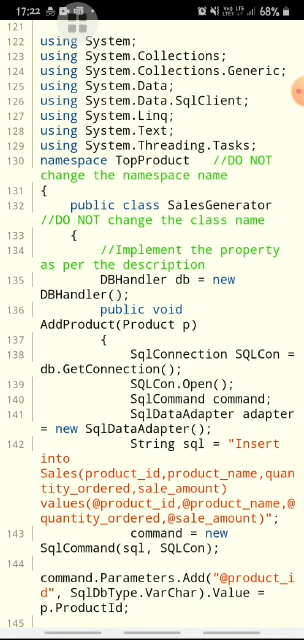 17:22
VoLTE
LTE1
68%
121
122 using System;
123 using System.Collections;
124 using System.Collections.Generic;
125 using System.Data;
126 using System.Data.SqlClient;
127 using System.Linq;
128 using System.Text;
129 using System.Threading.Tasks;
130 namespace TopProduct //DO NOT
change the namespace name
131 {
132 public class SalesGenerator
//DO NOT change the class name
133 {
134 //Implement the property
as per the description
135 DBHandler db = new
DBHandler();
136 public void
AddProduct(Product p)
137 {
138 SqlConnection SQLCon =
db.GetConnection();
139 SQLCon.Open();
140 SqlCommand command;
141 SqlDataAdapter adapter
= new SqlDataAdapter();
142 String sql = "Insert
into
Sales(product_id,product_name,quan
tity_ordered,sale_amount)
values(@product_id,@product_name,@
quantity_ordered,@sale_amount)";
143 command = new
SqlCommand(sql, SQLCon);
144
command.Parameters.Add("@product_i
d", SqlDbType.VarChar).Value =
p.ProductId;
145